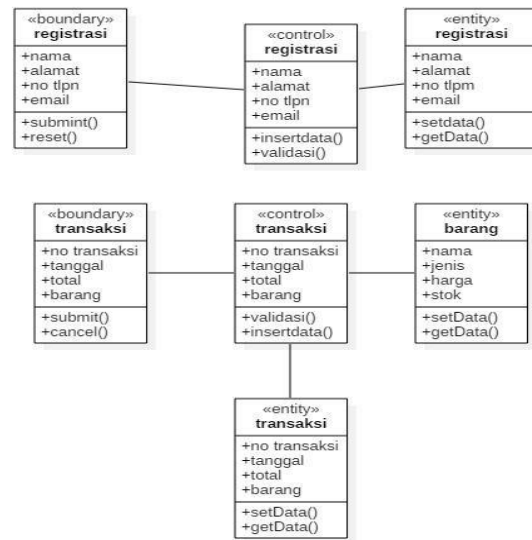 «boundary»
registrasi
+nama
+alamat
+no tlpn
+email
+submint()
+reset()
«control»
registrasi
+nama
+alamat
+no tlpn
+email
+insertdata()
+validasi()
«entity»
registrasi
+nama
+alamat
+no tlpm
+email
+setdata()
+getData()
«boundary»
transaksi
+no transaksi
+tanggal
+total
+barang
+submit()
+cancel()
«control»
transaksi
+no transaksi
+tanggal
+total
+barang
+validasi()
+insertdata()
«entity»
barang
+nama
+jenis
+harga
+stok
+setData()
+getData()
«entity»
transaksi
+no transaksi
+tanggal
+total
+barang
+setData()
+getData()